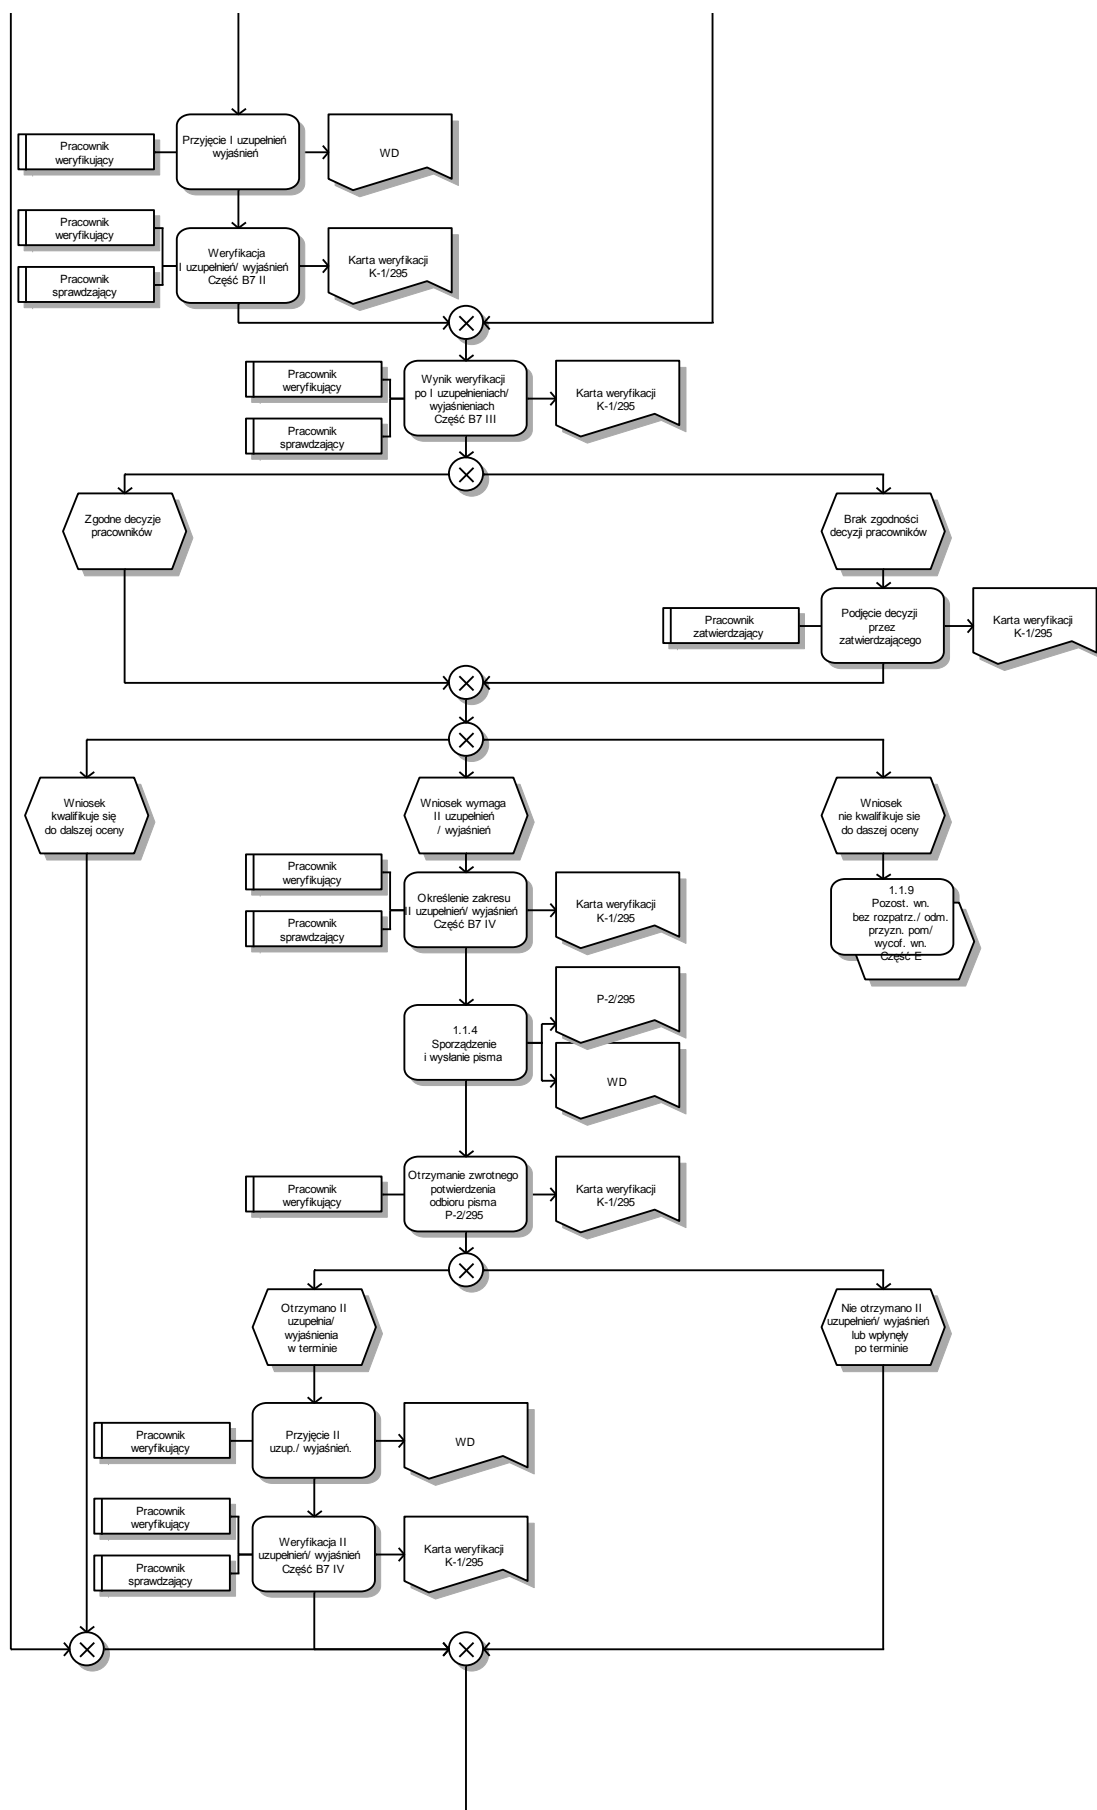 Pracownik
weryfikujący
Przyjęcie I uzupełnień
wyjaśnień
WD
Pracownik
weryfikujący
Pracownik
sprawdzający
Weryfikacja
I uzupełnień/ wyjaśnień
Część B7 II
Karta weryfikacji
K-1/295
Pracownik
weryfikujący
Pracownik
sprawdzający
Wynik weryfikacji
po I uzupełnieniach/
wyjaśnieniach
Część B7 III
Karta weryfikacji
K-1/295
Zgodne decyzje
pracowników
Brak zgodności
decyzji pracowników
Pracownik
zatwierdzający
Podjęcie decyzji
przez
zatwierdzającego
Karta weryfikacji
K-1/295
Wniosek
kwalifikuje się
do dalszej oceny
Wniosek wymaga
II uzupełnień
/ wyjaśnień
Wniosek
nie kwalifikuje sie
do daszej oceny
Pracownik
weryfikujący
Pracownik
sprawdzający
Określenie zakresu
II uzupełnień/ wyjaśnień
Część B7 IV
Karta weryfikacji
K-1/295
1.1.9
Pozost. wn.
bez rozpatrz./ odm.
przyzn. pom/
wycof. wn.
Część E
1.1.4
Sporządzenie
i wysłanie pisma
P-2/295
WD
Pracownik
weryfikujący
Otrzymanie zwrotnego
potwierdzenia
odbioru pisma
P-2/295
Karta weryfikacji
K-1/295
Otrzymano II
uzupełnia/
wyjaśnienia
w terminie
Nie otrzymano II
uzupełnień/ wyjaśnień
lub wpłynęły
po terminie
Pracownik
weryfikujący
Przyjęcie II
uzup./ wyjaśnień.
WD
Pracownik
weryfikujący
Pracownik
sprawdzający
Weryfikacja II
uzupełnień/ wyjaśnień
Część B7 IV
Karta weryfikacji
K-1/295